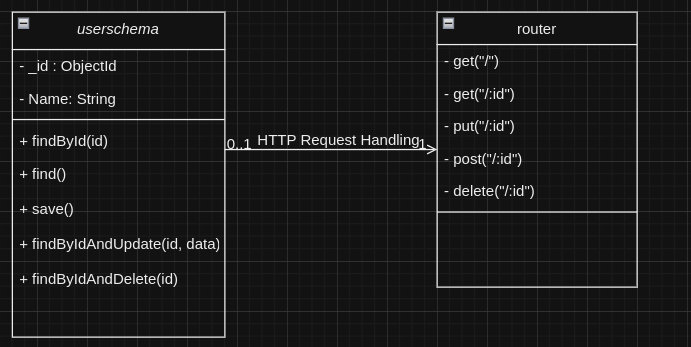 userschema
- _id : ObjectId
- Name: String
+ findById(id)
+ find()
+ save()
+ findByIdAndUpdate(id, data)
+ findByIdAndDelete(id)
0..1
HTTP Request Handling
1
router
- get("/")
- get("/:id")
- put("/:id")
- post("/:id")
- delete("/:id")